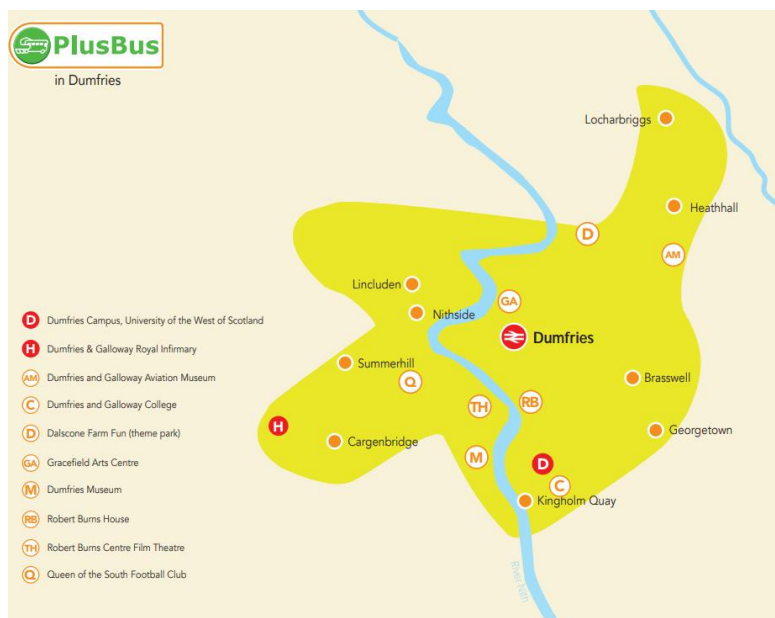 PlusBus
in Dumfries
Locharbriggs
Heathhall
D
AM
Lincluden
GA
Nithside
Dumfries
Summerhill
Q
Brasswell
TH
RB
H
Cargenbridge
Georgetown
M
D
C
Kingholm Quay
River Nith
D Dumfries Campus, University of the West of Scotland
H Dumfries & Galloway Royal Infirmary
AM Dumfries and Galloway Aviation Museum
C Dumfries and Galloway College
D Dalscone Farm Fun (theme park)
GA Gracefield Arts Centre
M Dumfries Museum
RB Robert Burns House
TH Robert Burns Centre Film Theatre
Q Queen of the South Football Club